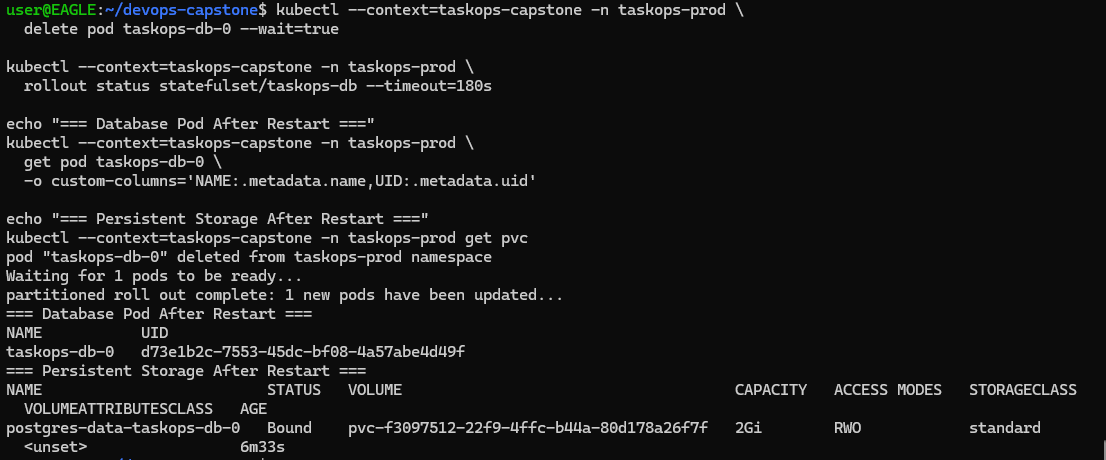 user@EAGLE:~/devops-capstone$ kubectl --context=taskops-capstone -n taskops-prod \
  delete pod taskops-db-0 --wait=true

kubectl --context=taskops-capstone -n taskops-prod \
  rollout status statefulset/taskops-db --timeout=180s

echo "=== Database Pod After Restart ==="
kubectl --context=taskops-capstone -n taskops-prod \
  get pod taskops-db-0 \
  -o custom-columns='NAME:.metadata.name,UID:.metadata.uid'

echo "=== Persistent Storage After Restart ==="
kubectl --context=taskops-capstone -n taskops-prod get pvc
pod "taskops-db-0" deleted from taskops-prod namespace
Waiting for 1 pods to be ready...
partitioned roll out complete: 1 new pods have been updated...
=== Database Pod After Restart ===
NAME           UID
taskops-db-0   d73e1b2c-7553-45dc-bf08-4a57abe4d49f
=== Persistent Storage After Restart ===
NAME                         STATUS   VOLUME                                     CAPACITY   ACCESS MODES   STORAGECLASS
  VOLUMEATTRIBUTESCLASS   AGE
postgres-data-taskops-db-0   Bound    pvc-f3097512-22f9-4ffc-b44a-80d178a26f7f   2Gi        RWO            standard
  <unset>                 6m33s